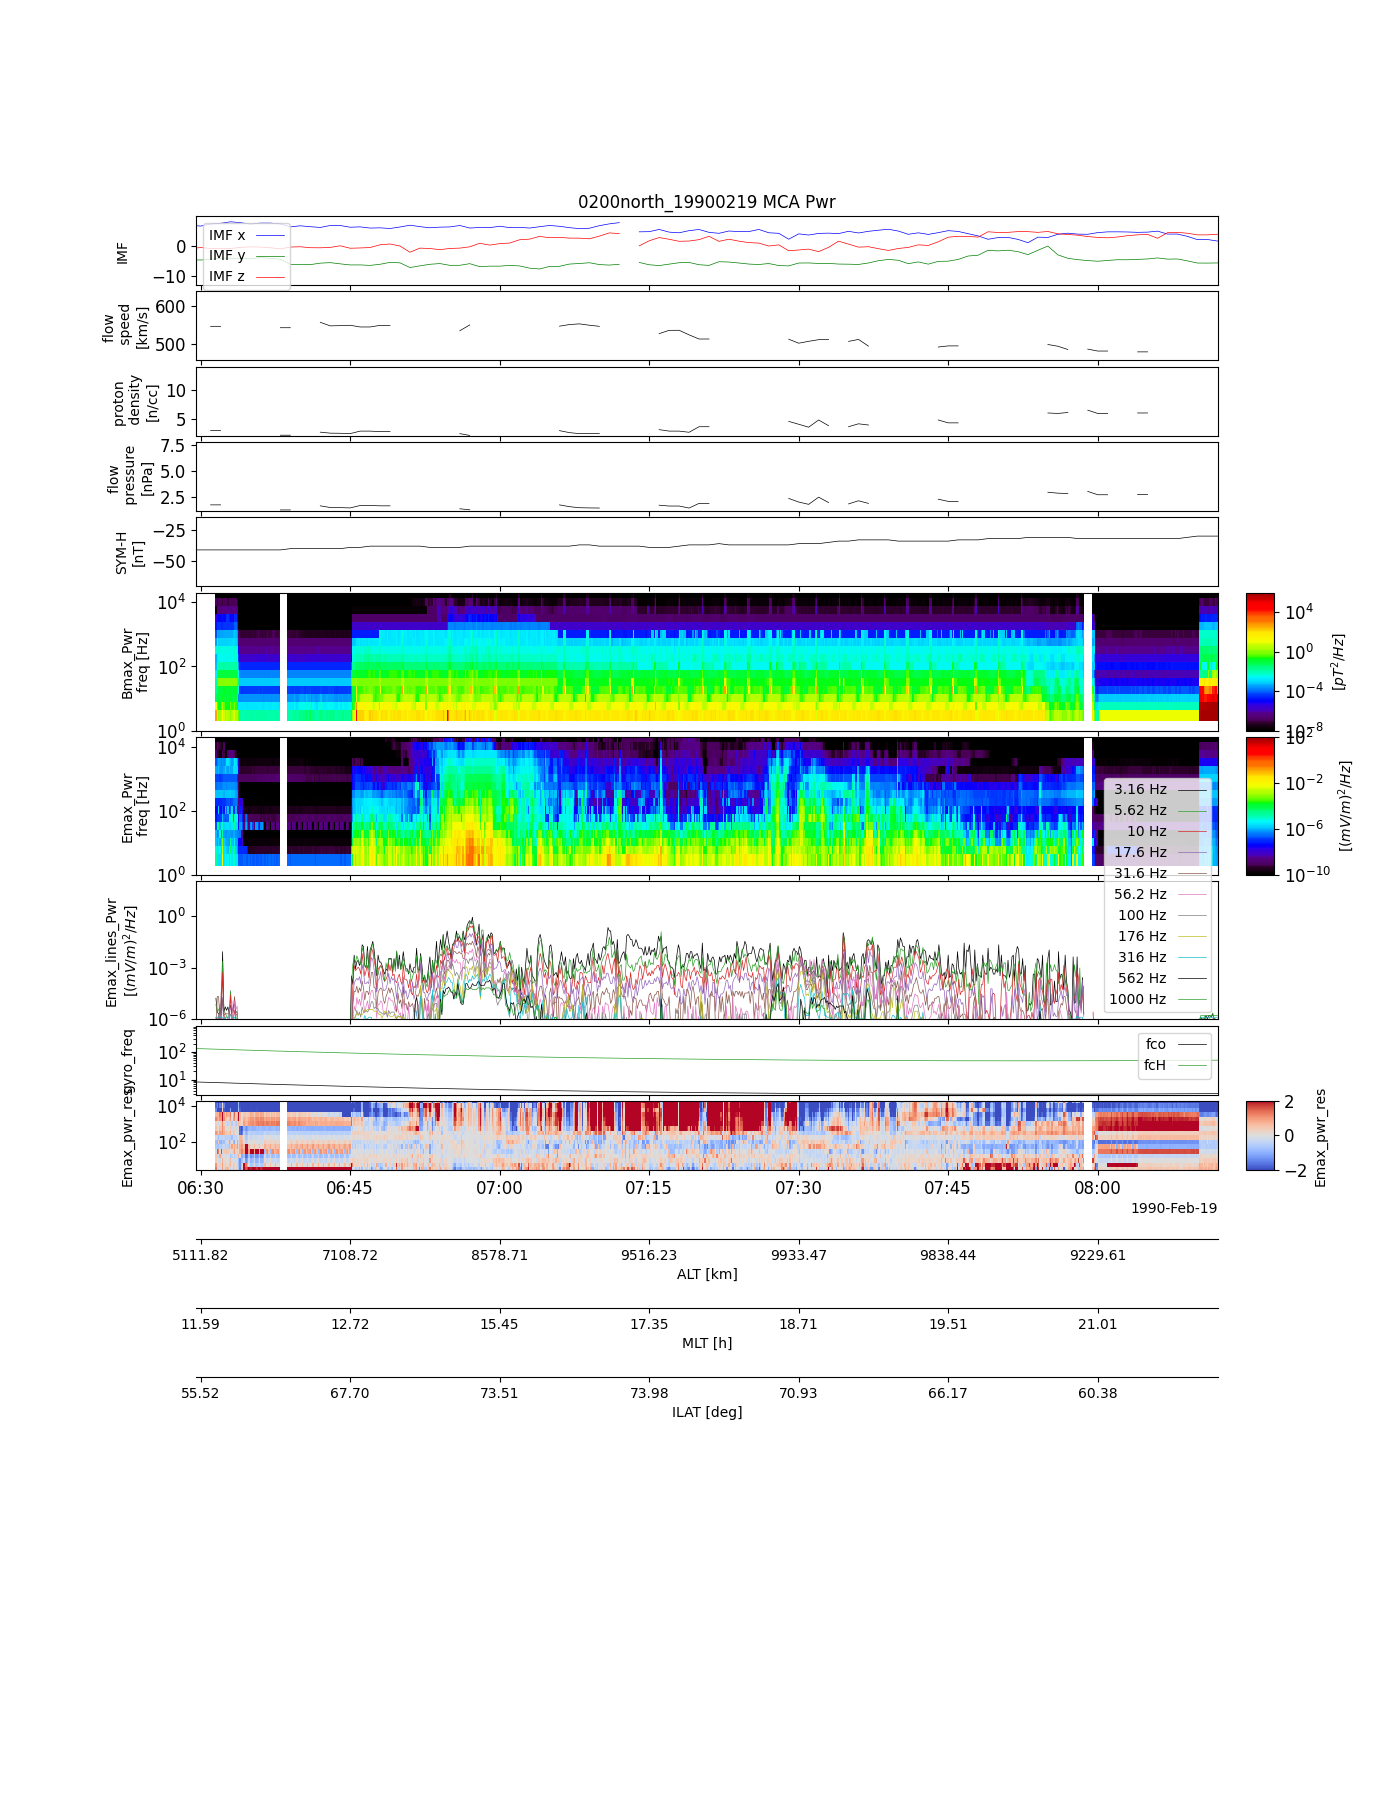 0200north_19900219 MCA Pwr
IMF
0
−10
IMF x
IMF y
IMF z
flow
speed
[km/s]
600
500
proton
density
[n/cc]
10
5
flow
pressure
[nPa]
7.5
5.0
2.5
SYM-H
[nT]
−25
−50
Bmax_Pwr
freq [Hz]
10^4
10^2
10^0
10^4
10^0
10^−4
10^−8
[pT^2/Hz]
Emax_Pwr
freq [Hz]
10^4
10^2
10^0
10^2
10^−2
10^−6
10^−10
[(mV/m)^2/Hz]
3.16 Hz
5.62 Hz
10 Hz
17.6 Hz
31.6 Hz
56.2 Hz
100 Hz
176 Hz
316 Hz
562 Hz
1000 Hz
Emax_lines_Pwr
[(mV/m)^2/Hz]
10^0
10^−3
10^−6
gyro_freq
10^2
10^1
fco
fcH
Emax_pwr_res
10^4
10^2
2
0
−2
Emax_pwr_res
06:30 06:45 07:00 07:15 07:30 07:45 08:00
1990-Feb-19
5111.82 7108.72 8578.71 9516.23 9933.47 9838.44 9229.61
ALT [km]
11.59 12.72 15.45 17.35 18.71 19.51 21.01
MLT [h]
55.52 67.70 73.51 73.98 70.93 66.17 60.38
ILAT [deg]